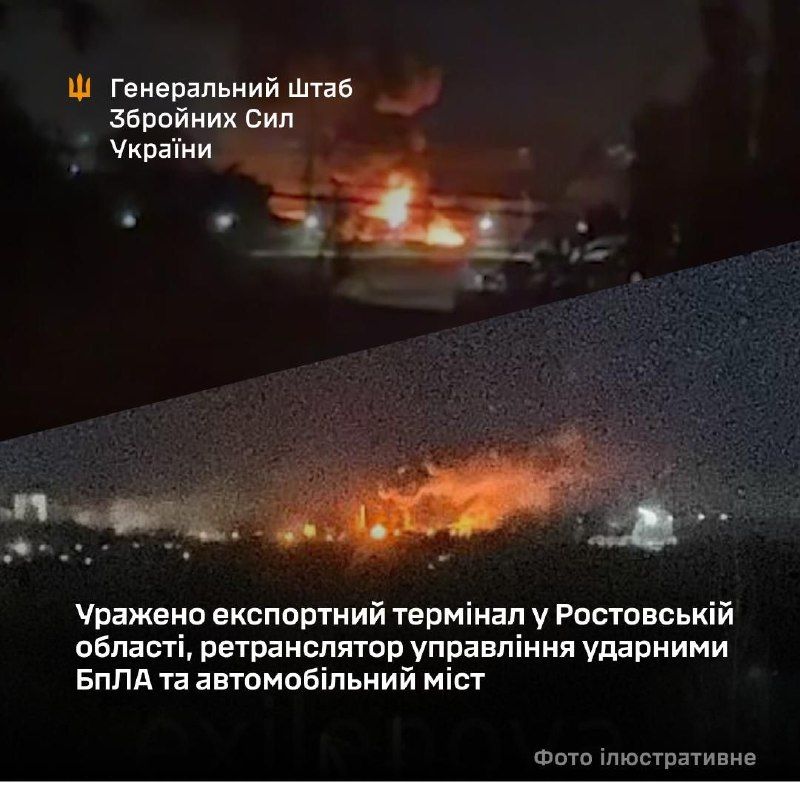 Генеральний Штаб
Збройних Сил
України
Уражено експортний термінал у Ростовській
області, ретранслятор управління ударними
БпЛА та автомобільний міст
exilenova
Фото ілюстративне